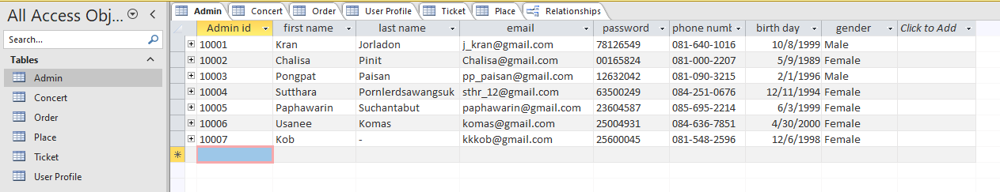 All Access Obj...
Search...
Tables
Admin
Concert
Order
Place
Ticket
User Profile
Admin Concert Order User Profile Ticket Place Relationships
Admin id first name last name email password phone numb birth day gender Click to Add
10001 Kran Jorladon j_kran@gmail.com 78126549 081-640-1016 10/8/1999 Male
10002 Chalisa Pinit Chalisa@gmail.com 00165824 081-000-2207 5/9/1989 Female
10003 Pongpat Paisan pp_paisan@gmail.com 12632042 081-090-3215 2/1/1996 Male
10004 Sutthara Pornlerdsawangsuk sthr_12@gmail.com 63500249 084-251-0676 12/11/1994 Female
10005 Paphawarin Suchantabut paphawarin@gmail.com 23604587 085-695-2214 6/3/1999 Female
10006 Usanee Komas komas@gmail.com 25004931 084-636-7851 4/30/2000 Female
10007 Kob - kkkob@gmail.com 25600045 081-548-2596 12/6/1998 Female